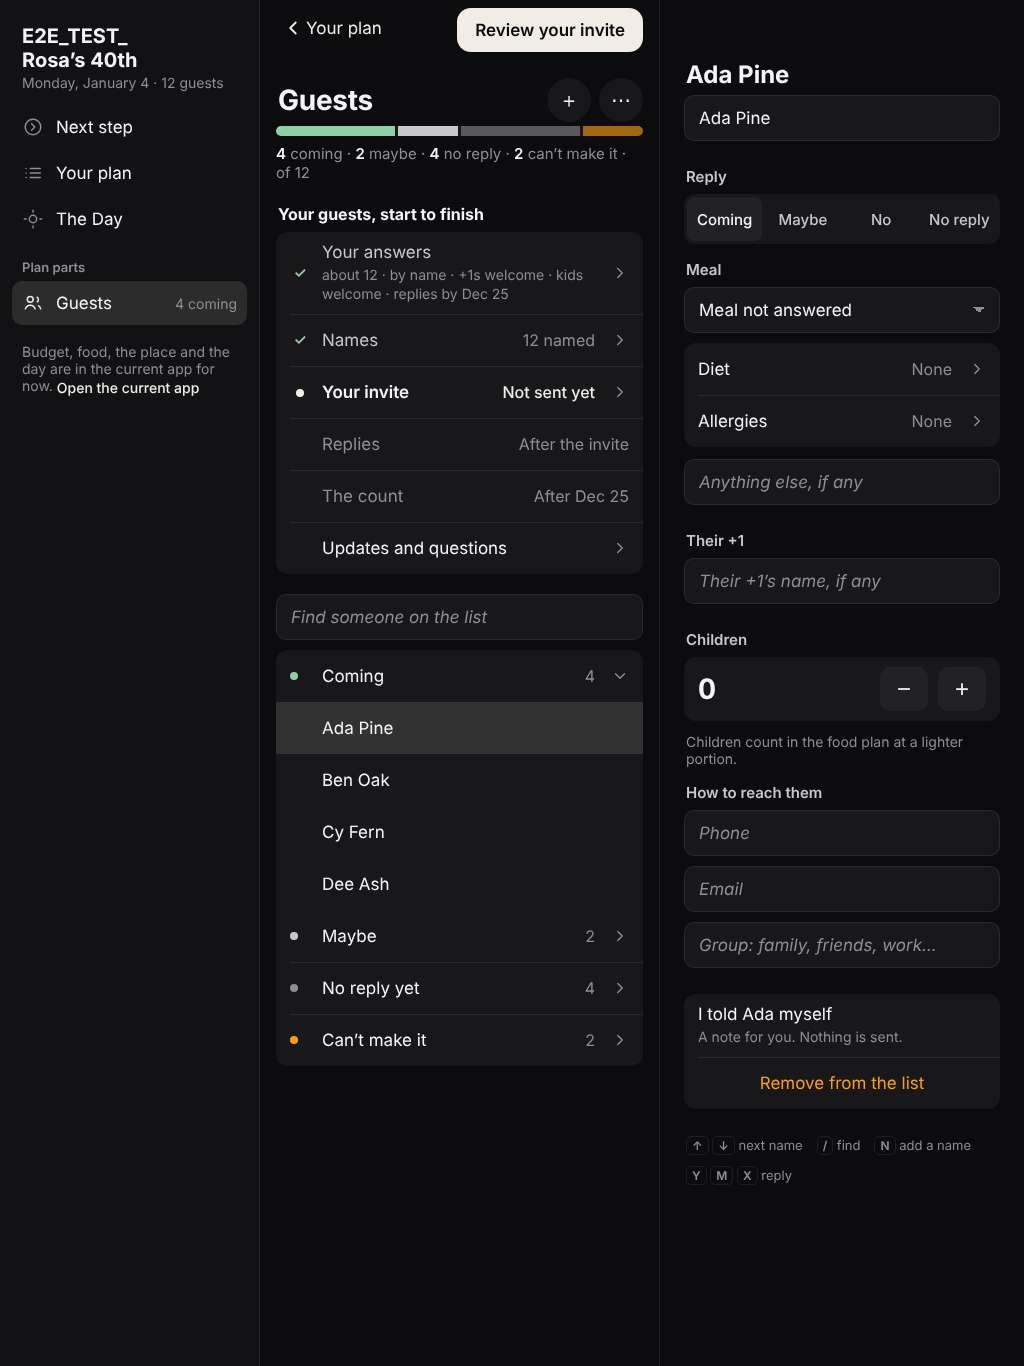 E2E_TEST_
Rosa’s 40th
Monday, January 4 · 12 guests
Next step
Your plan
The Day
Plan parts
Guests
4 coming
Budget, food, the place and the
day are in the current app for
now. Open the current app
Your plan
Review your invite
Guests
+
···
4 coming · 2 maybe · 4 no reply · 2 can’t make it ·
of 12
Your guests, start to finish
Your answers
about 12 · by name · +1s welcome · kids
welcome · replies by Dec 25
Names
12 named
Your invite
Not sent yet
Replies
After the invite
The count
After Dec 25
Updates and questions
Find someone on the list
Coming
4
Ada Pine
Ben Oak
Cy Fern
Dee Ash
Maybe
2
No reply yet
4
Can’t make it
2
Ada Pine
Ada Pine
Reply
Coming
Maybe
No
No reply
Meal
Meal not answered
Diet
None
Allergies
None
Anything else, if any
Their +1
Their +1’s name, if any
Children
0
−
+
Children count in the food plan at a lighter
portion.
How to reach them
Phone
Email
Group: family, friends, work…
I told Ada myself
A note for you. Nothing is sent.
Remove from the list
↑ ↓ next name / find N add a name
Y M X reply